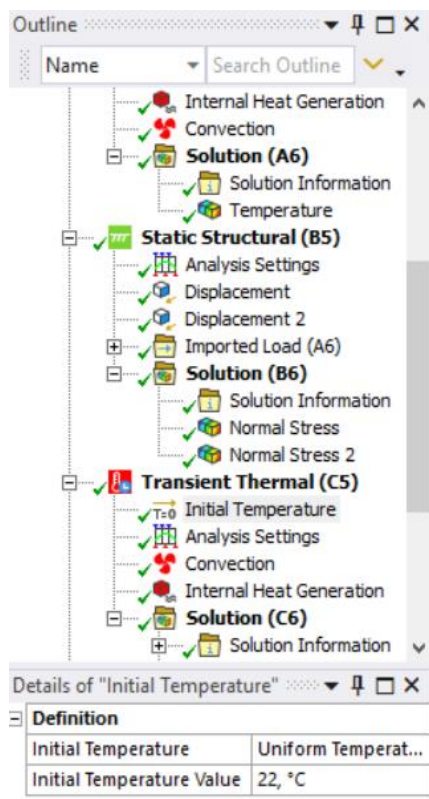 Outline
Name Search Outline
Internal Heat Generation
Convection
Solution (A6)
Solution Information
Temperature
Static Structural (B5)
Analysis Settings
Displacement
Displacement 2
Imported Load (A6)
Solution (B6)
Solution Information
Normal Stress
Normal Stress 2
Transient Thermal (C5)
T=0 Initial Temperature
Analysis Settings
Convection
Internal Heat Generation
Solution (C6)
Solution Information
Details of "Initial Temperature"
Definition
Initial Temperature Uniform Temperat...
Initial Temperature Value 22, °C